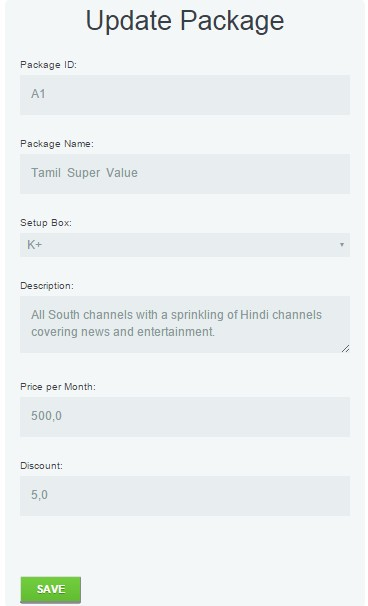 Update Package
Package ID:
A1
Package Name:
Tamil Super Value
Setup Box:
K+
Description:
All South channels with a sprinkling of Hindi channels
covering news and entertainment.
Price per Month:
500,0
Discount:
5,0
SAVE